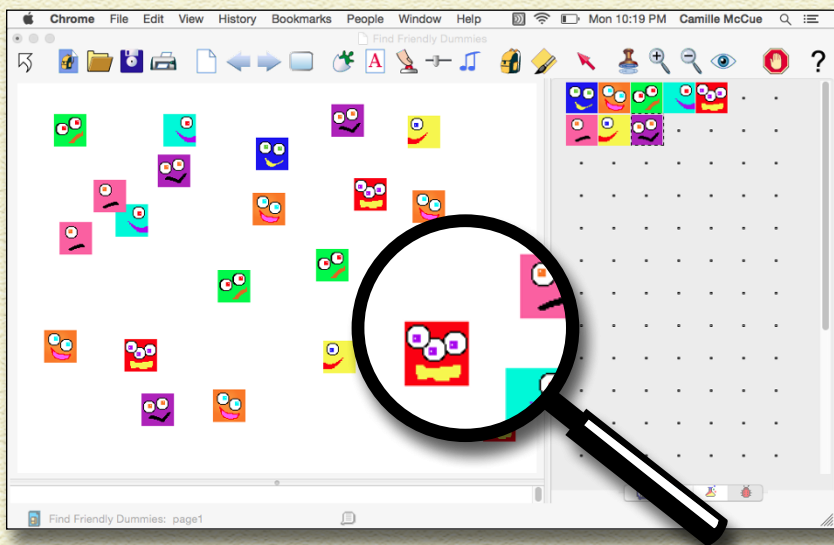 Chrome File Edit View History Bookmarks People Window Help Mon 10:19 PM Camille McCue
Find Friendly Dummies
A ?
Find Friendly Dummies: page1